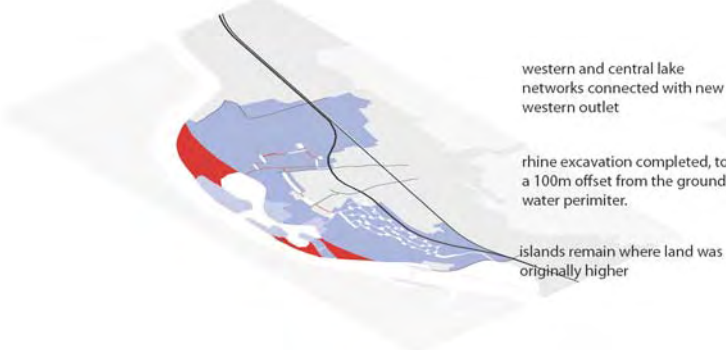 western and central lake
networks connected with new
western outlet
rhine excavation completed, to
a 100m offset from the ground
water perimiter.
islands remain where land was
originally higher